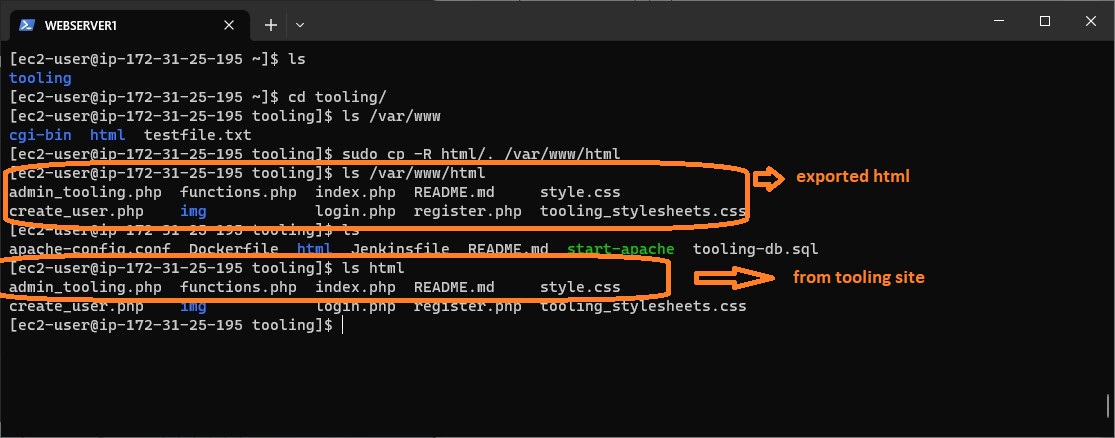 WEBSERVER1
[ec2-user@ip-172-31-25-195 ~]$ ls
tooling
[ec2-user@ip-172-31-25-195 ~]$ cd tooling/
[ec2-user@ip-172-31-25-195 tooling]$ ls /var/www
cgi-bin  html  testfile.txt
[ec2-user@ip-172-31-25-195 tooling]$ sudo cp -R html/. /var/www/html
[ec2-user@ip-172-31-25-195 tooling]$ ls /var/www/html
exported html
admin_tooling.php  functions.php  index.php  README.md     style.css
create_user.php    img            login.php  register.php  tooling_stylesheets.css
[ec2-user@ip-172-31-25-195 tooling]$ ls
apache-config.conf  Dockerfile  html  Jenkinsfile  README.md  start-apache  tooling-db.sql
[ec2-user@ip-172-31-25-195 tooling]$ ls html
from tooling site
admin_tooling.php  functions.php  index.php  README.md     style.css
create_user.php    img            login.php  register.php  tooling_stylesheets.css
[ec2-user@ip-172-31-25-195 tooling]$